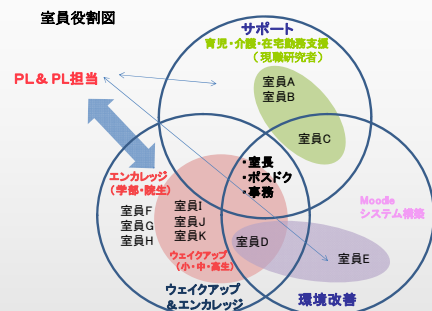 室員役割図
サポート
育児・介護・在宅勤務支援
（現職研究者）
PL＆PL担当
室員A
室員B
室員C
・室長
・ポスドク
・事務
エンカレッジ
（学部・院生）
室員F
室員G
室員H
室員I
室員J
室員K
ウェイクアップ
（小・中・高生）
Moodle
システム構築
室員D
室員E
ウェイクアップ
＆エンカレッジ
環境改善